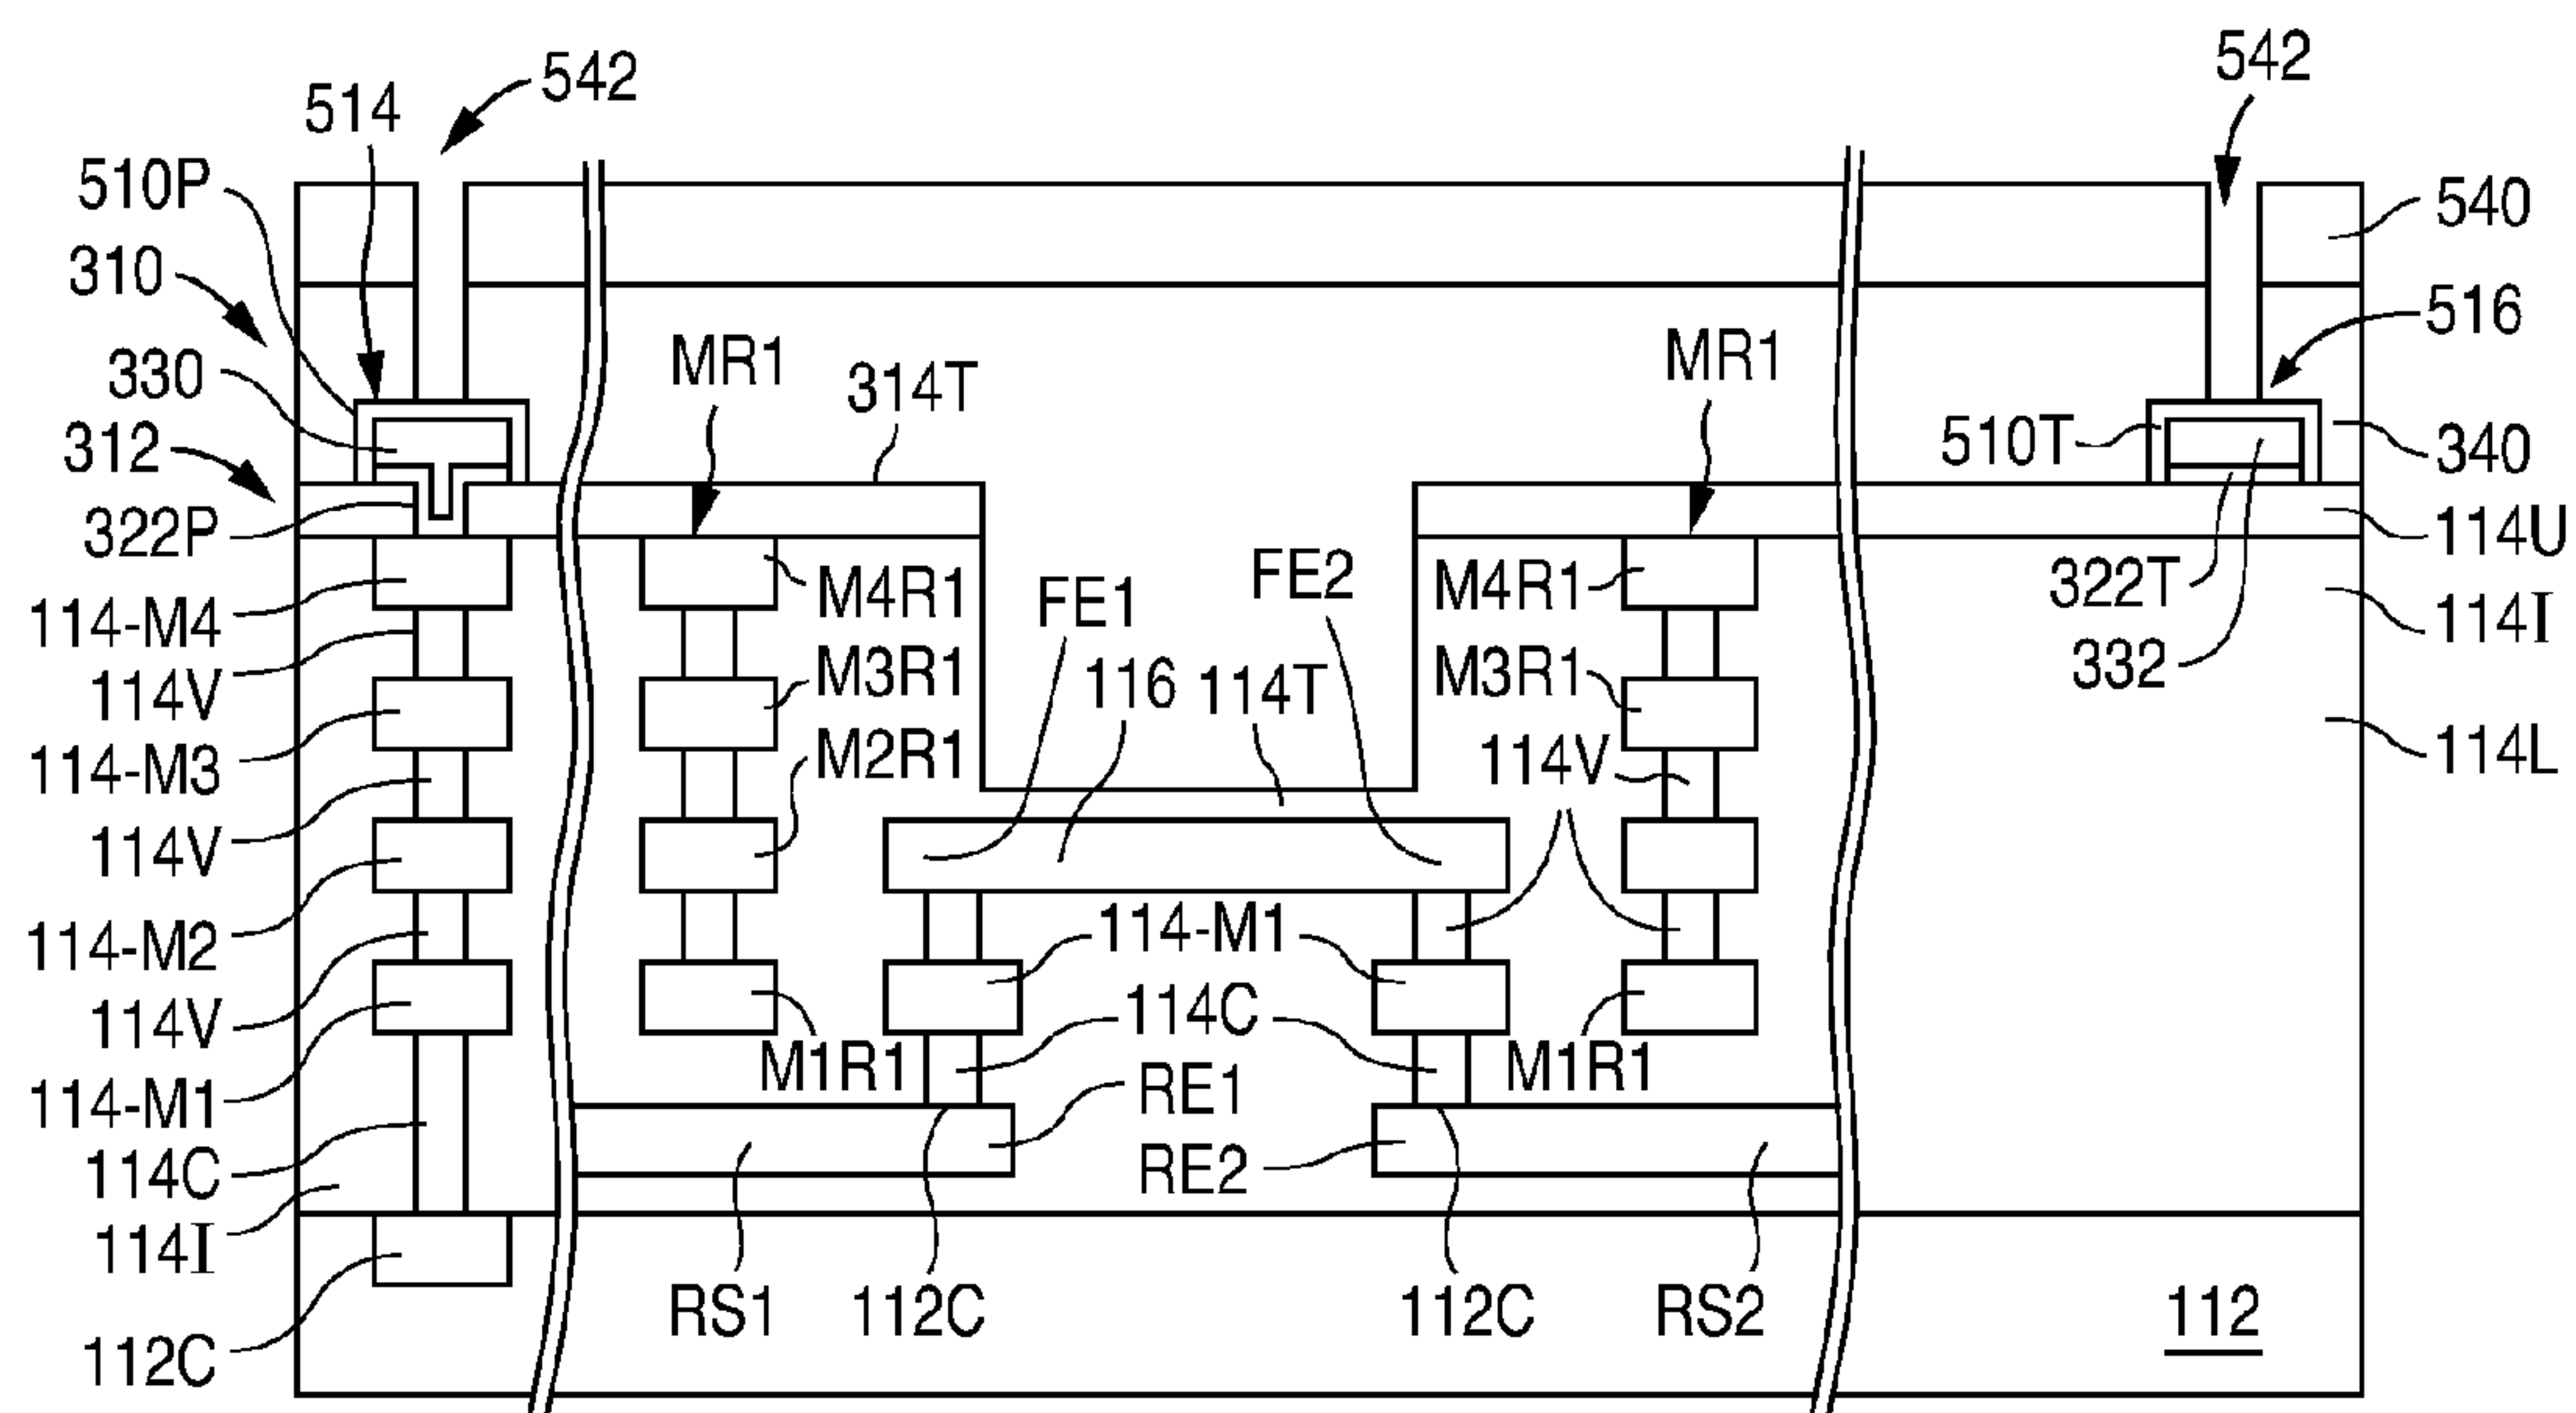 542
542
514
510P
540
310
516
MR1
MR1
330
314T
312
510T
340
322P
114U
FE2
M4R1
M4R1
FE1
322T
114-M4
114I
M3R1
116
114T
M3R1
332
114V
M2R1
114V
114L
114-M3
114V
114-M2
114-M1
114V
114C
M1R1
M1R1
RE1
114-M1
114C
RE2
114I
RS1
112C
112C
RS2
112
112C